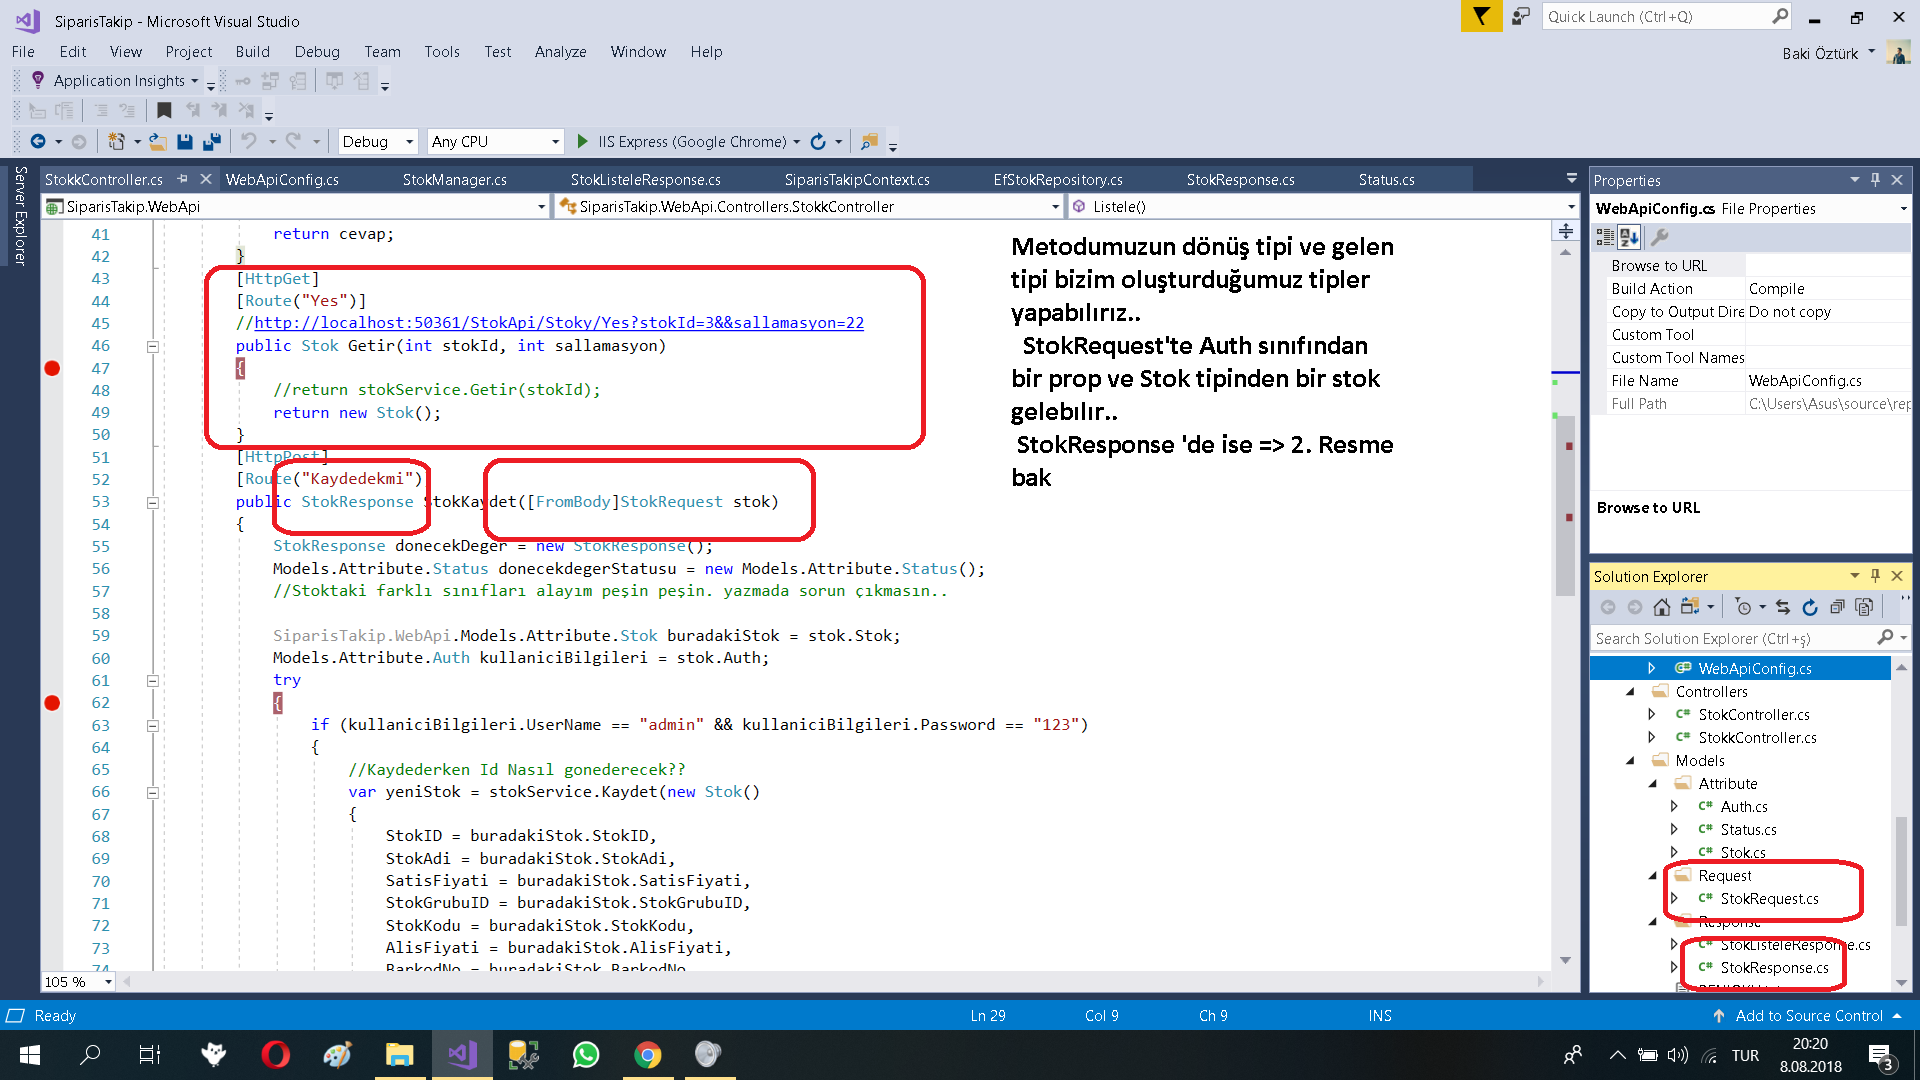 SiparisTakip - Microsoft Visual Studio
Quick Launch (Ctrl+Q)
File Edit View Project Build Debug Team Tools Test Analyze Window Help
Baki Öztürk
Application Insights
Debug Any CPU IIS Express (Google Chrome)
Server Explorer
StokkController.cs WebApiConfig.cs StokManager.cs StokListeleResponse.cs SiparisTakipContext.cs EfStokRepository.cs StokResponse.cs Status.cs
SiparisTakip.WebApi SiparisTakip.WebApi.Controllers.StokkController Listele()
41 return cevap;
42 }
43 [HttpGet]
44 [Route("Yes")]
45 //http://localhost:50361/StokApi/Stoky/Yes?stokId=3&&sallamasyon=22
46 public Stok Getir(int stokId, int sallamasyon)
47 {
48 //return stokService.Getir(stokId);
49 return new Stok();
50 }
51 [HttpPost]
52 [Route("Kaydedekmi")
53 public StokResponse StokKaydet([FromBody]StokRequest stok)
54 {
55 StokResponse donecekDeger = new StokResponse();
56 Models.Attribute.Status donecekdegerStatusu = new Models.Attribute.Status();
57 //Stoktaki farklı sınıfları alayım peşin peşin. yazmada sorun çıkmasın..
58
59 SiparisTakip.WebApi.Models.Attribute.Stok buradakiStok = stok.Stok;
60 Models.Attribute.Auth kullaniciBilgileri = stok.Auth;
61 try
62 {
63 if (kullaniciBilgileri.UserName == "admin" && kullaniciBilgileri.Password == "123")
64 {
65 //Kaydederken Id Nasıl gonederecek??
66 var yeniStok = stokService.Kaydet(new Stok()
67 {
68 StokID = buradakiStok.StokID,
69 StokAdi = buradakiStok.StokAdi,
70 SatisFiyati = buradakiStok.SatisFiyati,
71 StokGrubuID = buradakiStok.StokGrubuID,
72 StokKodu = buradakiStok.StokKodu,
73 AlisFiyati = buradakiStok.AlisFiyati,
74 BarkodNo = buradakiStok.BarkodNo
Metodumuzun dönüş tipi ve gelen
tipi bizim oluşturduğumuz tipler
yapabılırız..
StokRequest'te Auth sınıfından
bir prop ve Stok tipinden bir stok
gelebılır..
StokResponse 'de ise => 2. Resme
bak
105 %
Properties
WebApiConfig.cs File Properties
Browse to URL
Build Action Compile
Copy to Output Dire Do not copy
Custom Tool
Custom Tool Names
File Name WebApiConfig.cs
Full Path C:\Users\Asus\source\rep
Browse to URL
Solution Explorer
Search Solution Explorer (Ctrl+ş)
WebApiConfig.cs
Controllers
StokController.cs
StokkController.cs
Models
Attribute
Auth.cs
Status.cs
Stok.cs
Request
StokRequest.cs
Response
StokListeleResponse.cs
StokResponse.cs
Ready Ln 29 Col 9 Ch 9 INS Add to Source Control
TUR
20:20
8.08.2018
3